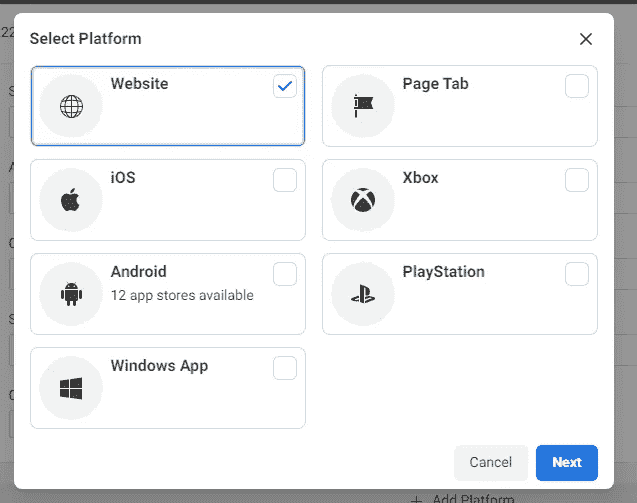 Select Platform
Website
Page Tab
iOS
Xbox
Android
12 app stores available
PlayStation
Windows App
Cancel
Next
Add Platform